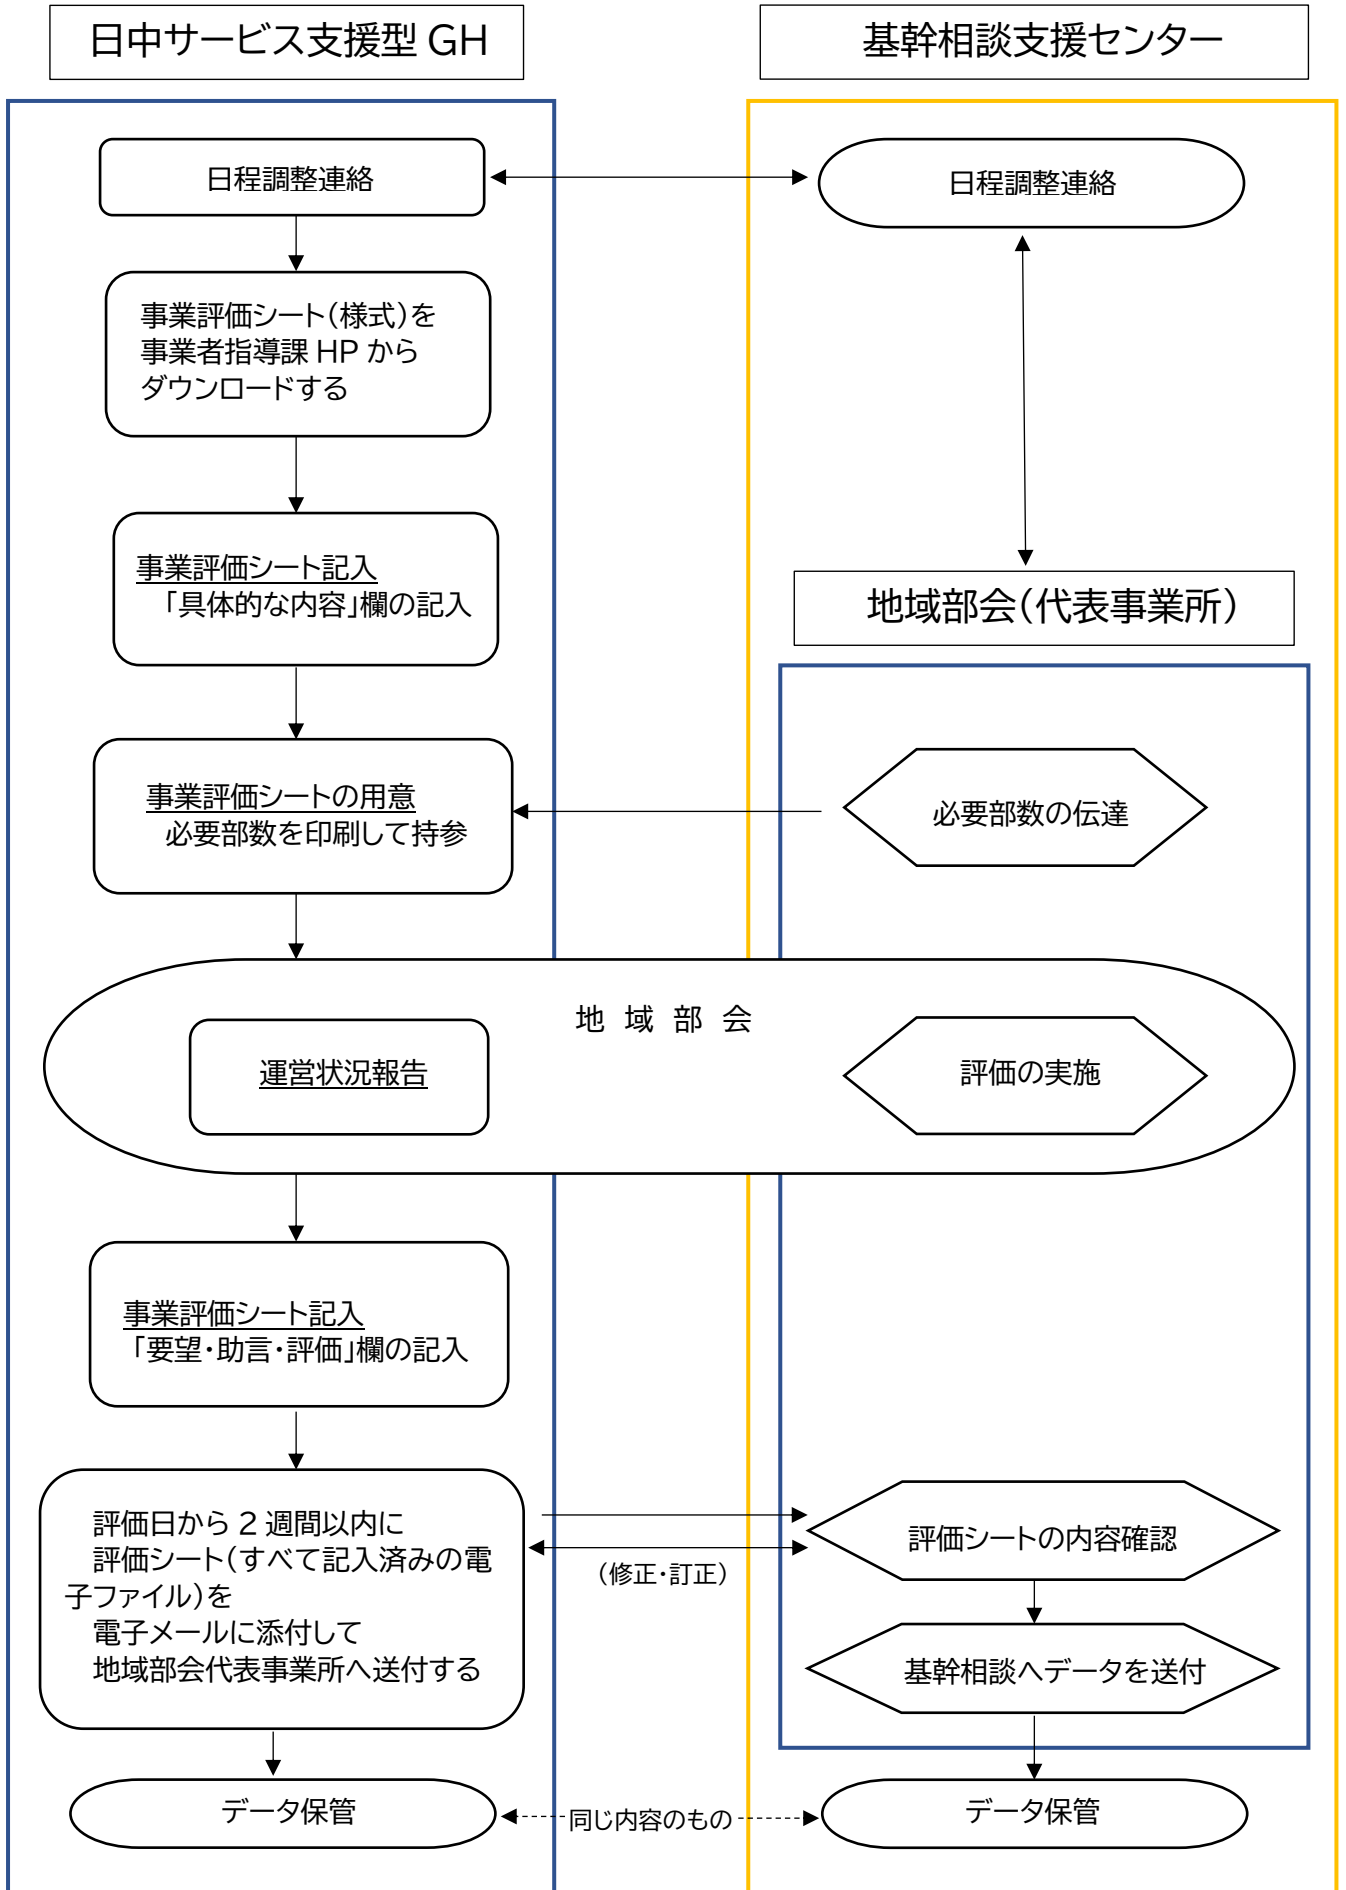 日中サービス支援型 GH
基幹相談支援センター
日程調整連絡
日程調整連絡
事業評価シート（様式）を
事業者指導課 HP から
ダウンロードする
事業評価シート記入
「具体的な内容」欄の記入
地域部会（代表事業所）
事業評価シートの用意
必要部数を印刷して持参
必要部数の伝達
地 域 部 会
運営状況報告
評価の実施
事業評価シート記入
「要望・助言・評価」欄の記入
評価日から 2 週間以内に
評価シート（すべて記入済みの電
子ファイル）を
電子メールに添付して
地域部会代表事業所へ送付する
（修正・訂正）
評価シートの内容確認
基幹相談へデータを送付
データ保管
同じ内容のもの
データ保管